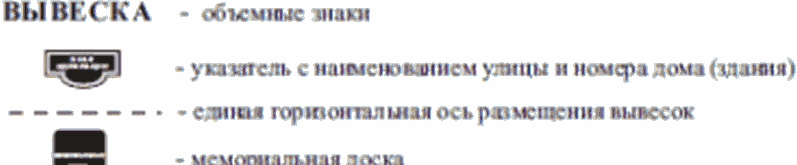 ВЫВЕСКА - объемные знаки
- указатель с наименованием улицы и номера дома (здания)
- единая горизонтальная ось размещения вывесок
- мемориальная доска